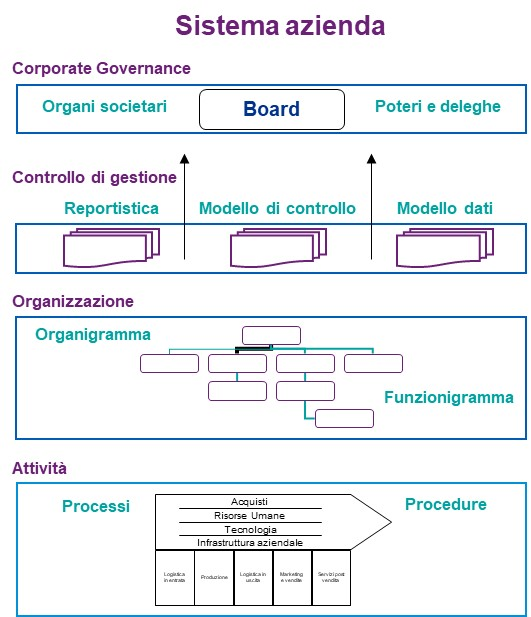 Sistema azienda
Corporate Governance
Organi societari
Board
Poteri e deleghe
Controllo di gestione
Reportistica
Modello di controllo
Modello dati
Organizzazione
Organigramma
Funzionigramma
Attività
Processi
Acquisti
Risorse Umane
Tecnologia
Infrastruttura aziendale
Procedure
Logistica
in entrata
Produzione
Logistica in
uscita
Marketing
e vendite
Servizi post
vendita